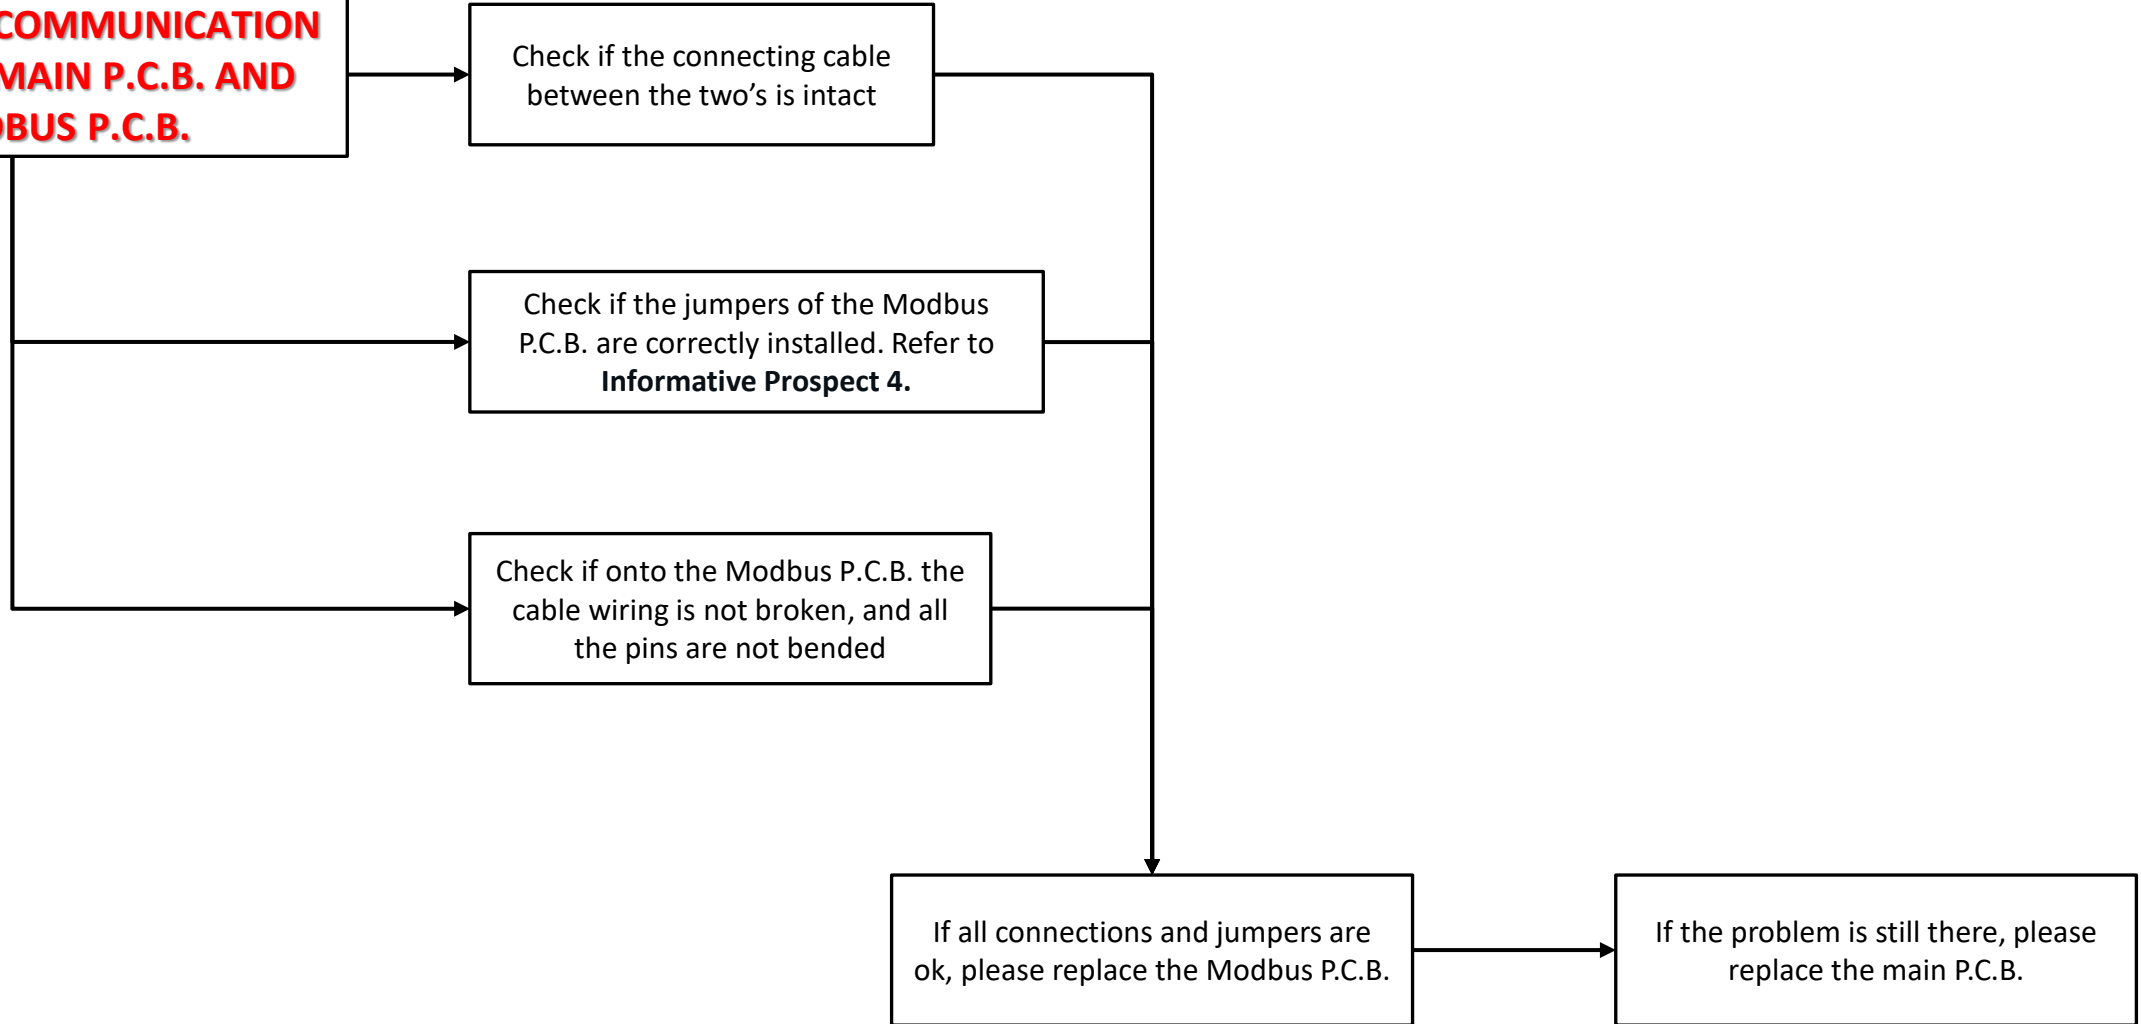 COMMUNICATION
MAIN P.C.B. AND
BUS P.C.B.
Check if the connecting cable
between the two's is intact
Check if the jumpers of the Modbus
P.C.B. are correctly installed. Refer to
Informative Prospect 4.
Check if onto the Modbus P.C.B. the
cable wiring is not broken, and all
the pins are not bended
If all connections and jumpers are
ok, please replace the Modbus P.C.B.
If the problem is still there, please
replace the main P.C.B.